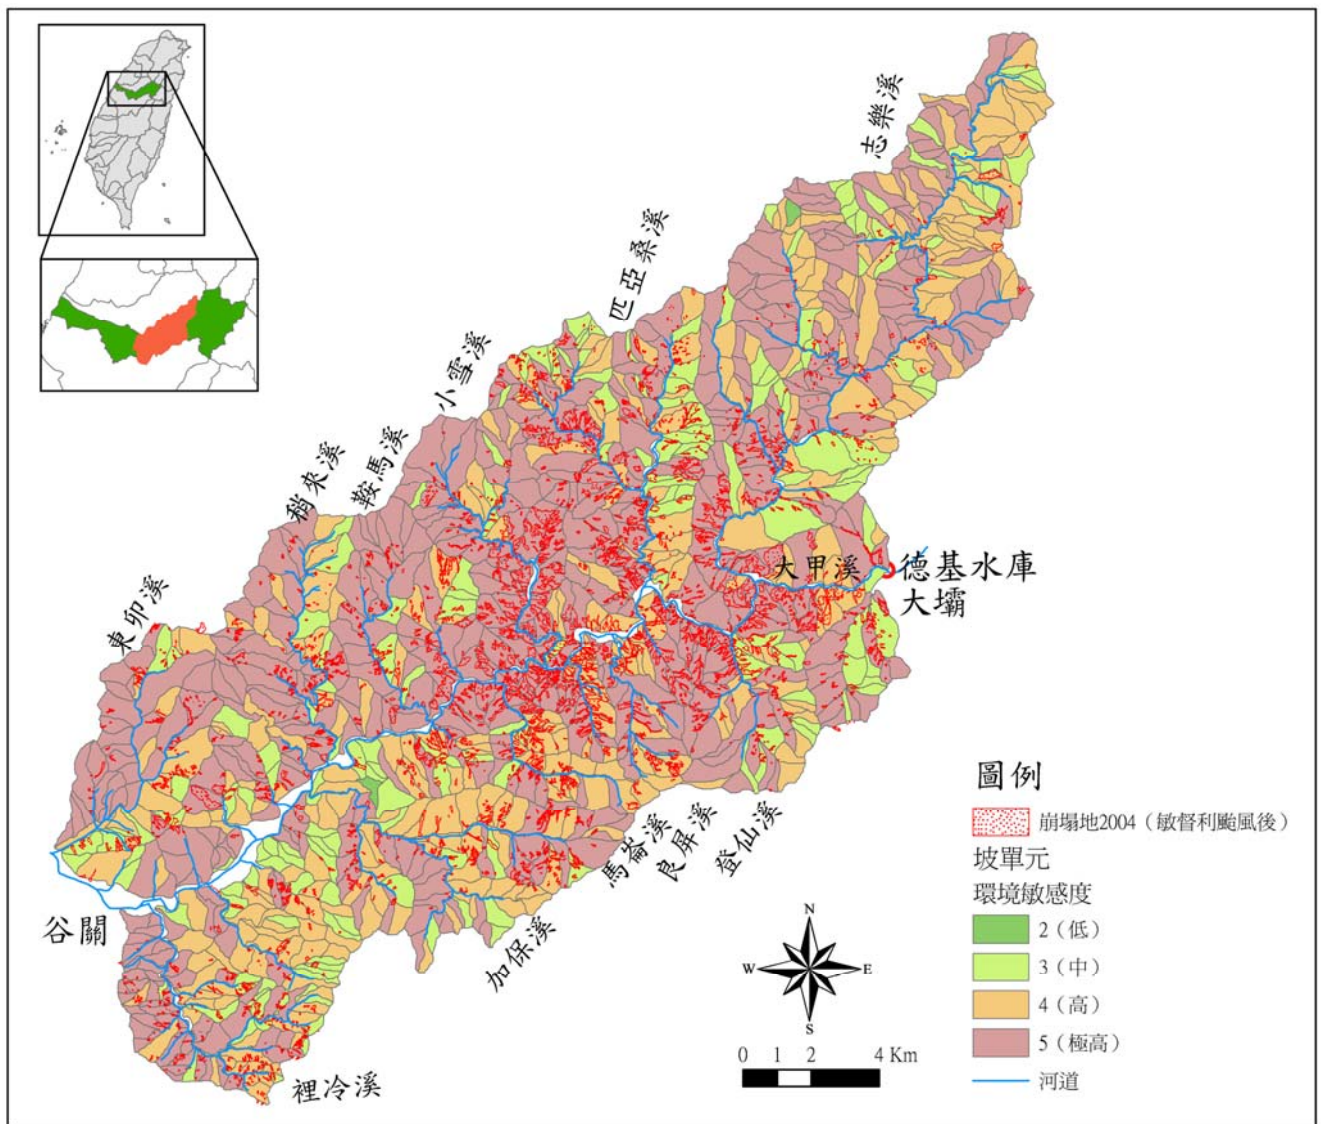 志樂溪
匹亞桑溪
小雪溪
鞍馬溪
稍來溪
東卯溪
大甲溪
德基水庫
大壩
谷關
裡冷溪
加保溪
馬崙溪
良屏溪
登仙溪
圖例
崩塌地2004（敏督利颱風後）
坡單元
環境敏感度
2（低）
3（中）
4（高）
5（極高）
河道
N
W
E
S
0 1 2 4 Km